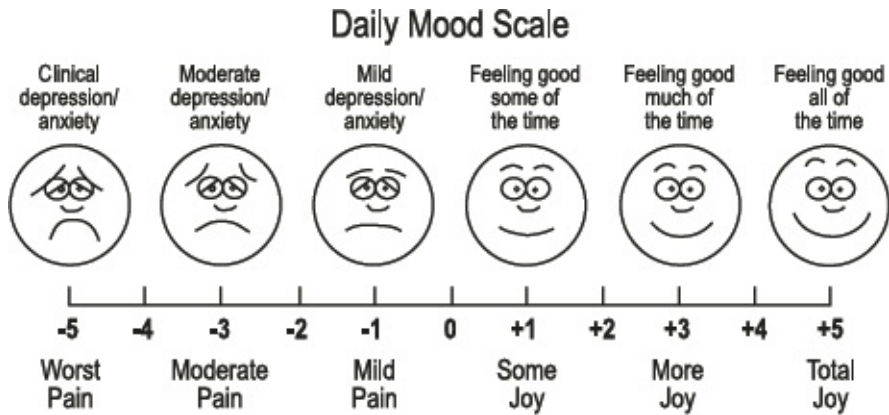 Daily Mood Scale
Clinical
depression/
anxiety
Moderate
depression/
anxiety
Mild
depression/
anxiety
Feeling good
some of
the time
Feeling good
much of
the time
Feeling good
all of
the time
-5 -4 -3 -2 -1 0 +1 +2 +3 +4 +5
Worst
Pain
Moderate
Pain
Mild
Pain
Some
Joy
More
Joy
Total
Joy